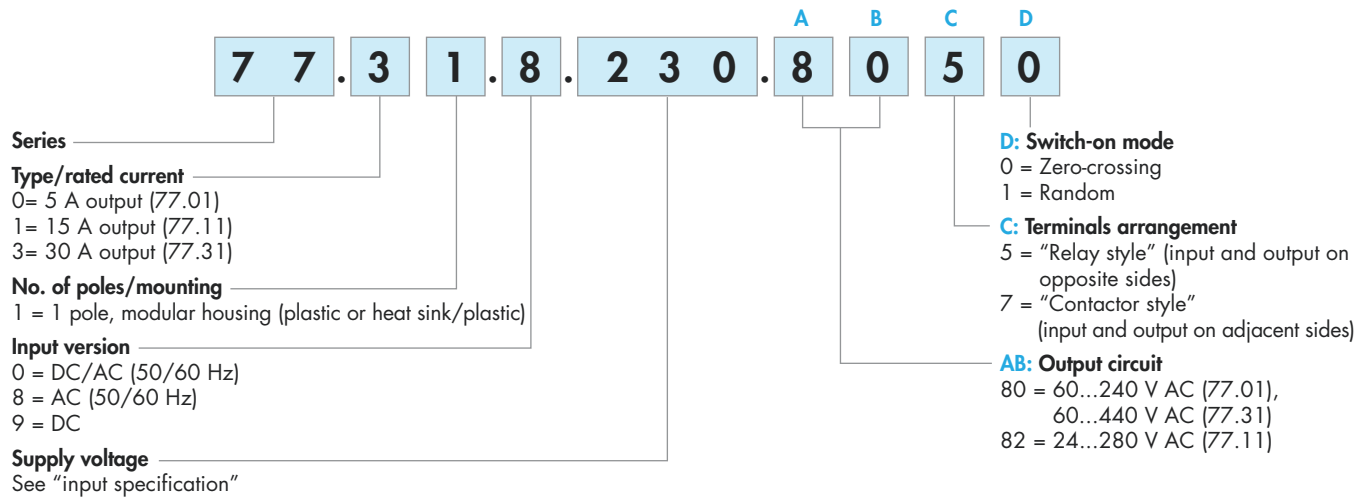 A B C D
7 7 . 3 1 . 8 . 2 3 0 . 8 0 5 0
Series
Type/rated current
0= 5 A output (77.01)
1= 15 A output (77.11)
3= 30 A output (77.31)
No. of poles/mounting
1 = 1 pole, modular housing (plastic or heat sink/plastic)
Input version
0 = DC/AC (50/60 Hz)
8 = AC (50/60 Hz)
9 = DC
Supply voltage
See “input specification”
D: Switch-on mode
0 = Zero-crossing
1 = Random
C: Terminals arrangement
5 = “Relay style” (input and output on
opposite sides)
7 = “Contactor style”
(input and output on adjacent sides)
AB: Output circuit
80 = 60...240 V AC (77.01),
60...440 V AC (77.31)
82 = 24...280 V AC (77.11)